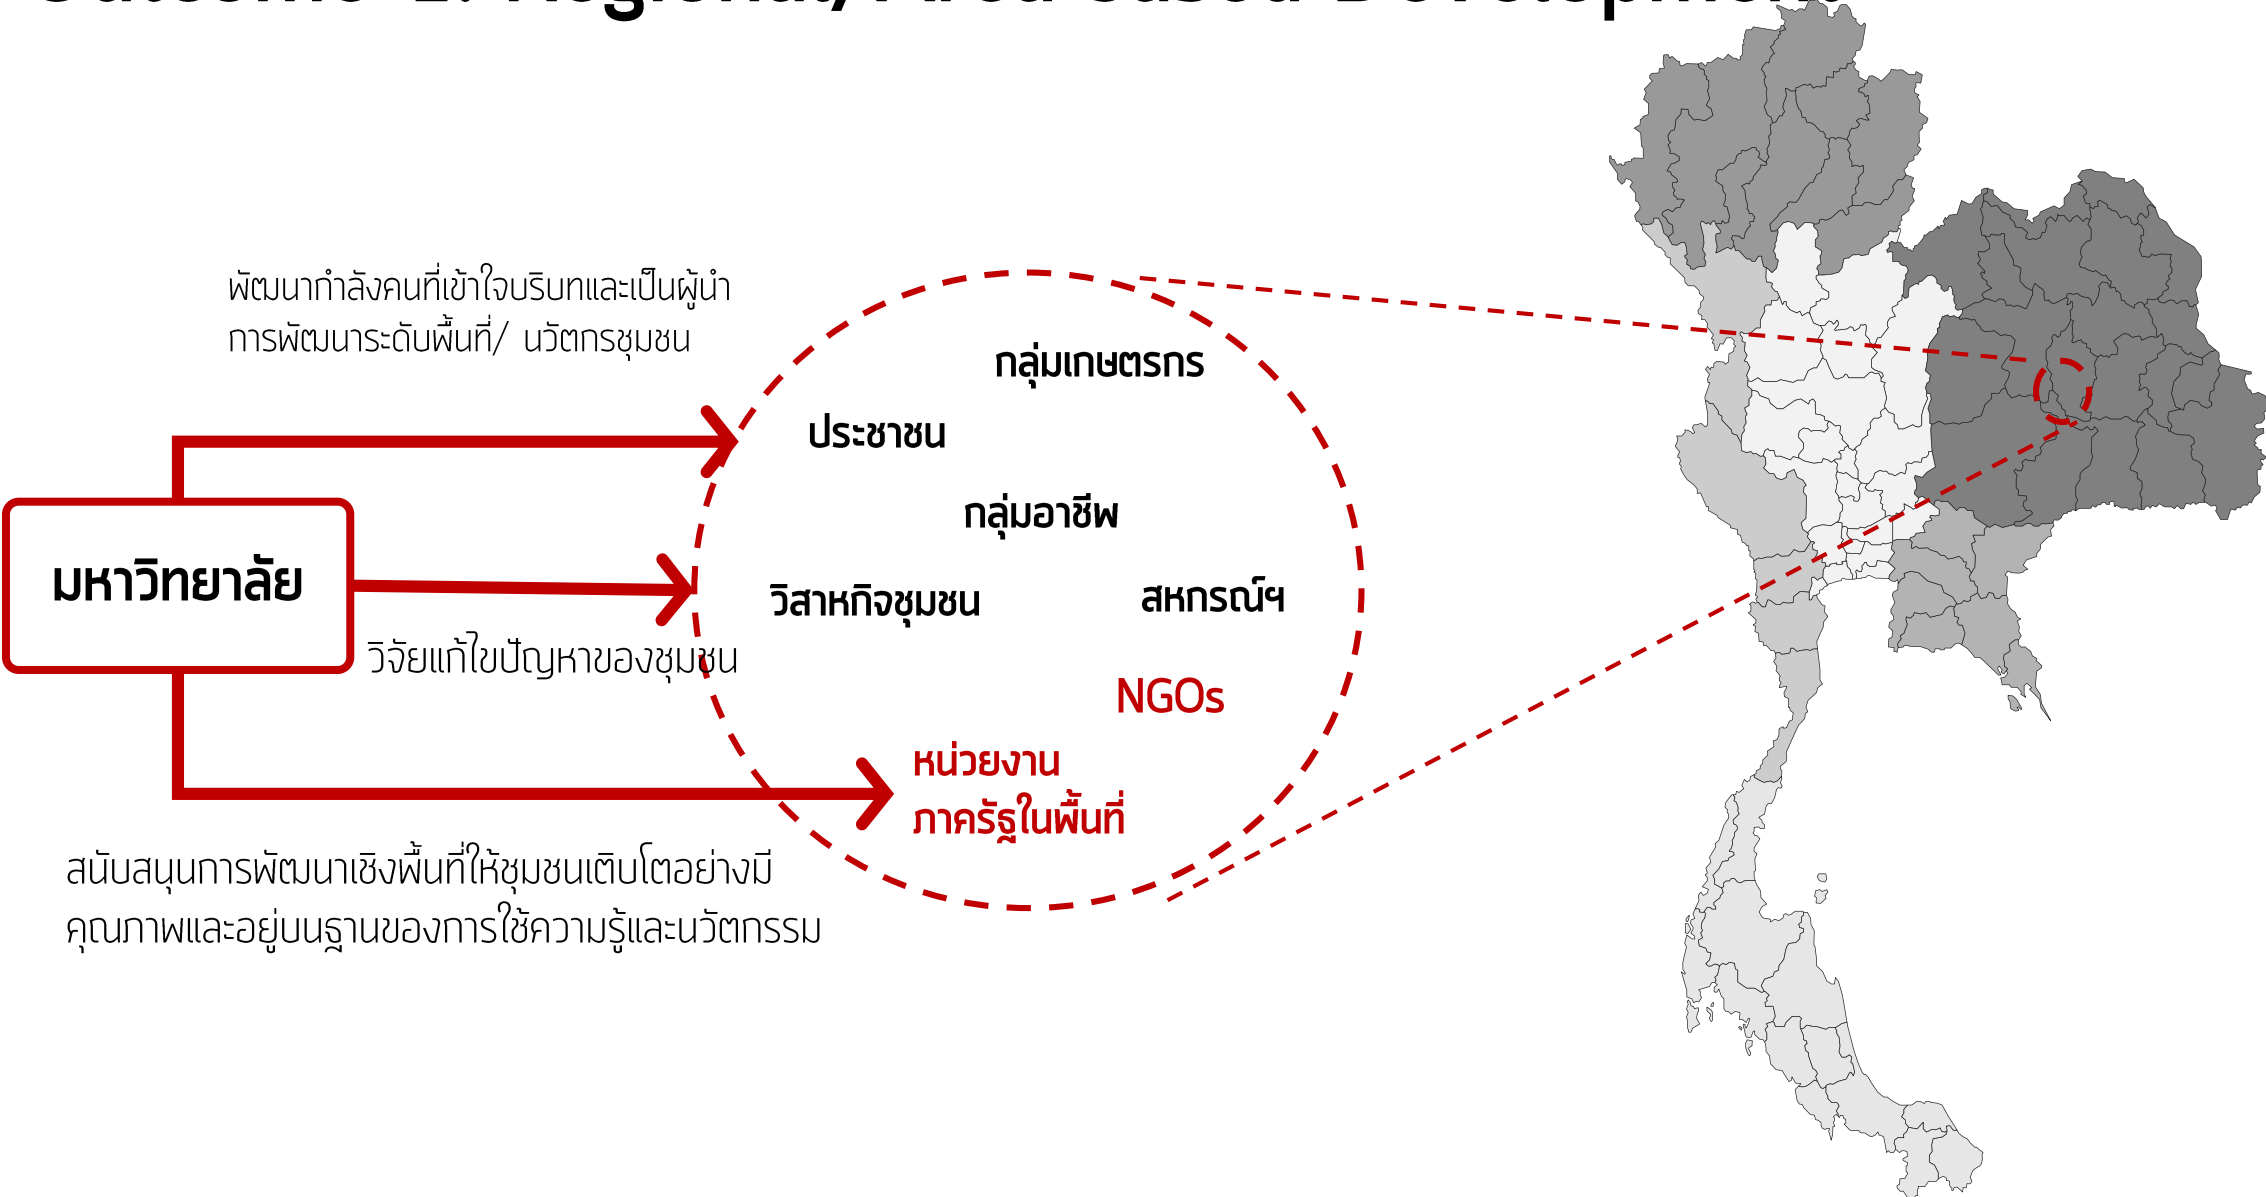 Outcome 1: Regional/Area-based Development
พัฒนากำลังคนที่เข้าใจบริบทและเป็นผู้นำ
การพัฒนาระดับพื้นที่/ นวัตกรชุมชน
กลุ่มเกษตรกร
ประชาชน
กลุ่มอาชีพ
มหาวิทยาลัย
วิสาหกิจชุมชน
สหกรณ์ฯ
วิจัยแก้ไขปัญหาของชุมชน
NGOs
หน่วยงาน
ภาครัฐในพื้นที่
สนับสนุนการพัฒนาเชิงพื้นที่ให้ชุมชนเติบโตอย่างมี
คุณภาพและอยู่บนฐานของการใช้ความรู้และนวัตกรรม